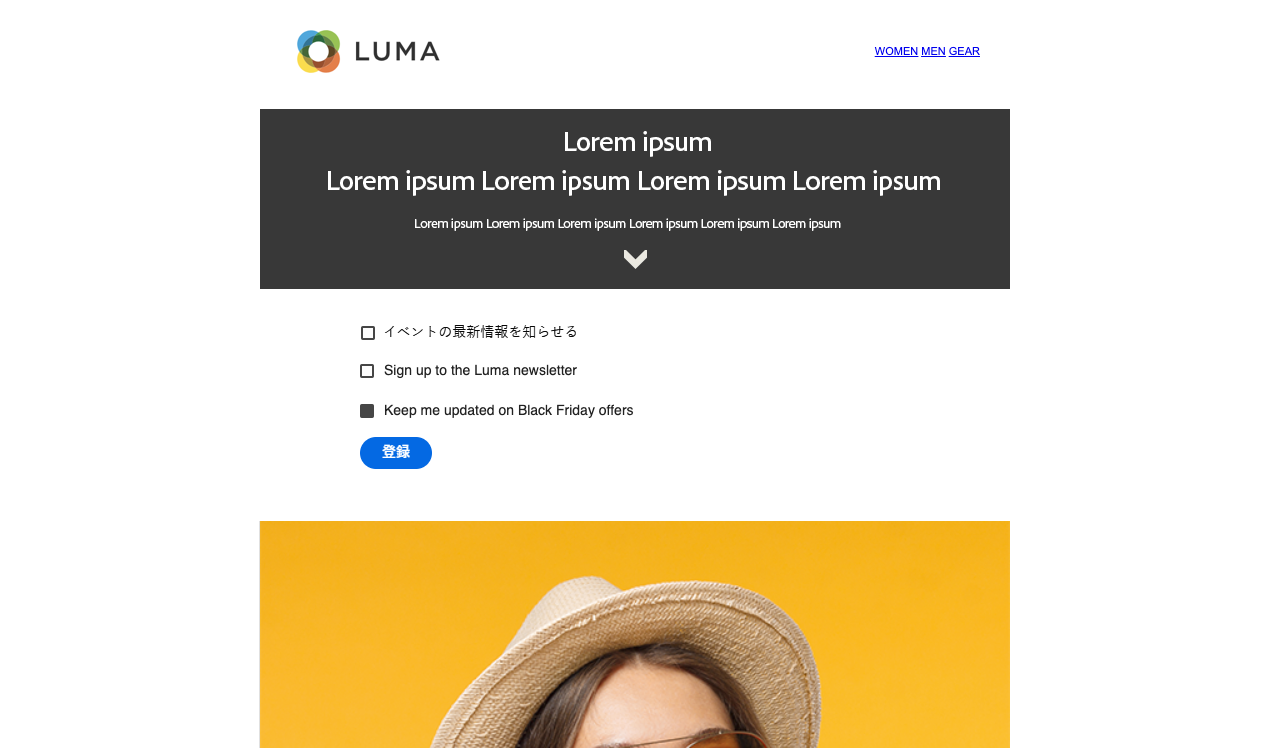 LUMA
WOMEN MEN GEAR
Lorem ipsum
Lorem ipsum Lorem ipsum Lorem ipsum Lorem ipsum
Lorem ipsum Lorem ipsum Lorem ipsum Lorem ipsum Lorem ipsum Lorem ipsum
イベントの最新情報を知らせる
Sign up to the Luma newsletter
Keep me updated on Black Friday offers
登録